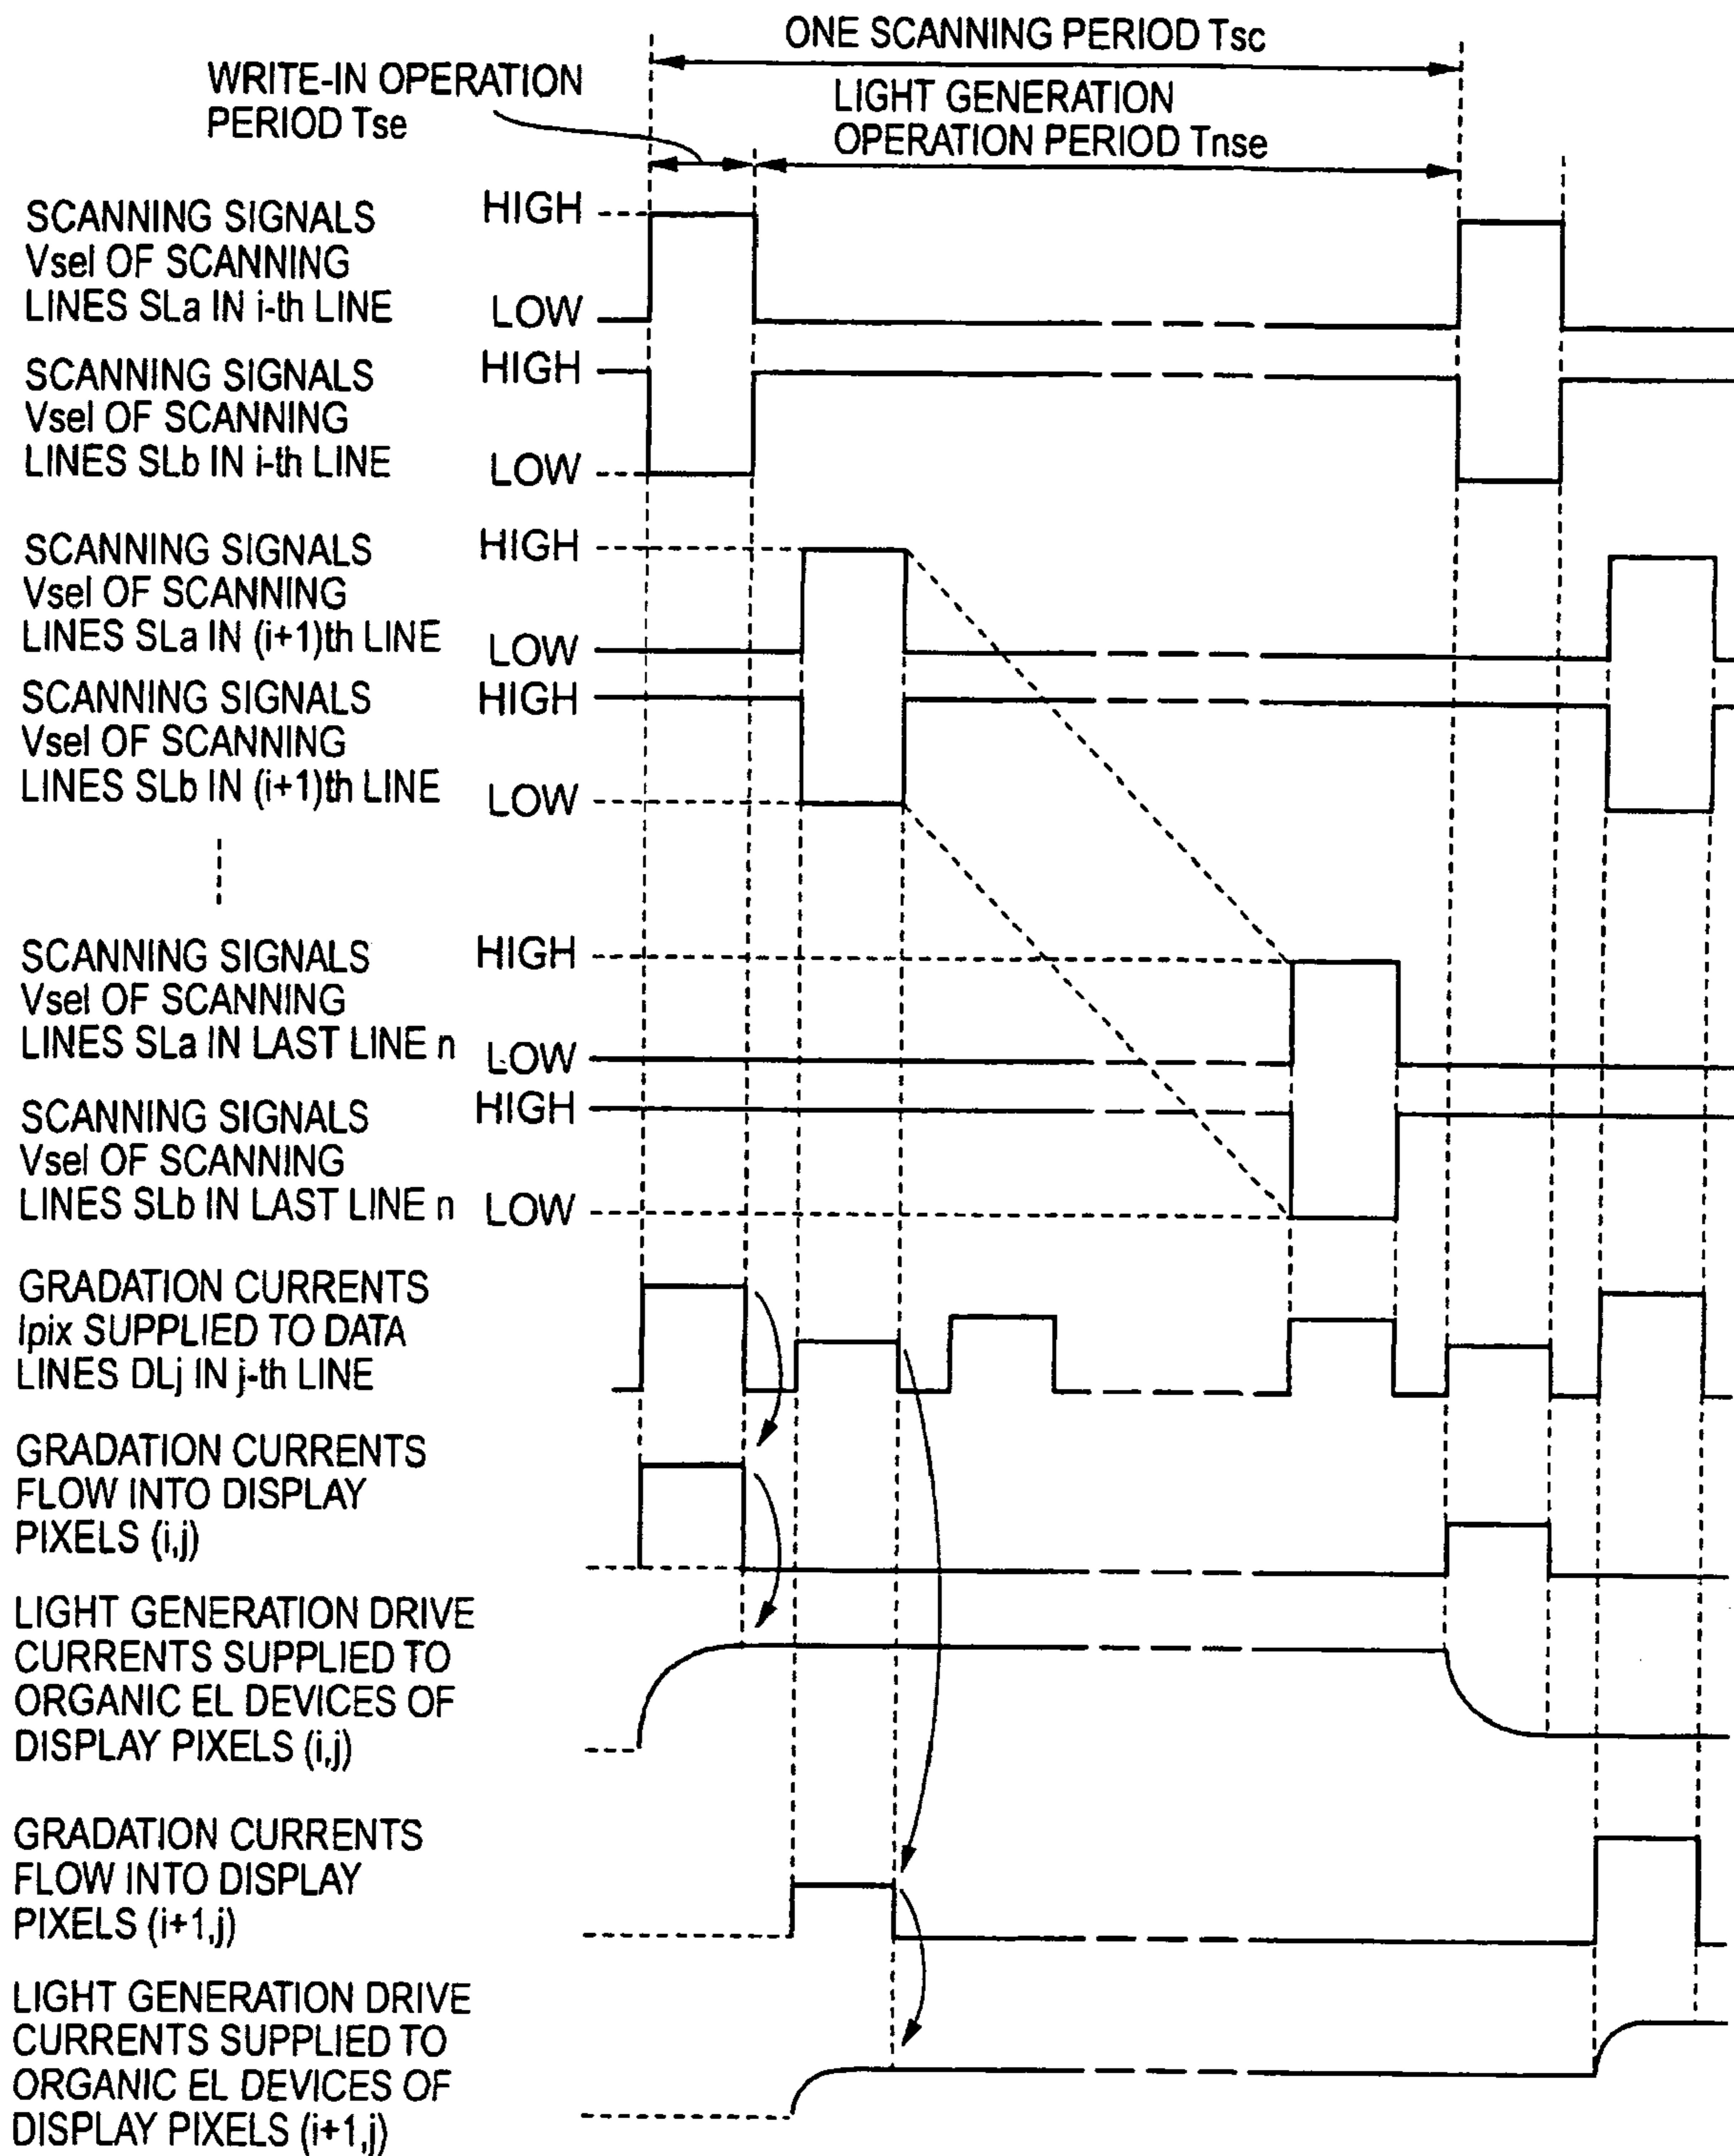 ONE SCANNING PERIOD Tsc
WRITE-IN OPERATION
PERIOD Tse
LIGHT GENERATION
OPERATION PERIOD Tnse
SCANNING SIGNALS
Vsel OF SCANNING
LINES SLa IN i-th LINE
HIGH
LOW
SCANNING SIGNALS
Vsel OF SCANNING
LINES SLb IN i-th LINE
HIGH
LOW
SCANNING SIGNALS
Vsel OF SCANNING
LINES SLa IN (i+1)th LINE
HIGH
LOW
SCANNING SIGNALS
Vsel OF SCANNING
LINES SLb IN (i+1)th LINE
HIGH
LOW
SCANNING SIGNALS
Vsel OF SCANNING
LINES SLa IN LAST LINE n
HIGH
LOW
SCANNING SIGNALS
Vsel OF SCANNING
LINES SLb IN LAST LINE n
HIGH
LOW
GRADATION CURRENTS
Ipix SUPPLIED TO DATA
LINES DLj IN j-th LINE
GRADATION CURRENTS
FLOW INTO DISPLAY
PIXELS (i,j)
LIGHT GENERATION DRIVE
CURRENTS SUPPLIED TO
ORGANIC EL DEVICES OF
DISPLAY PIXELS (i,j)
GRADATION CURRENTS
FLOW INTO DISPLAY
PIXELS (i+1,j)
LIGHT GENERATION DRIVE
CURRENTS SUPPLIED TO
ORGANIC EL DEVICES OF
DISPLAY PIXELS (i+1,j)